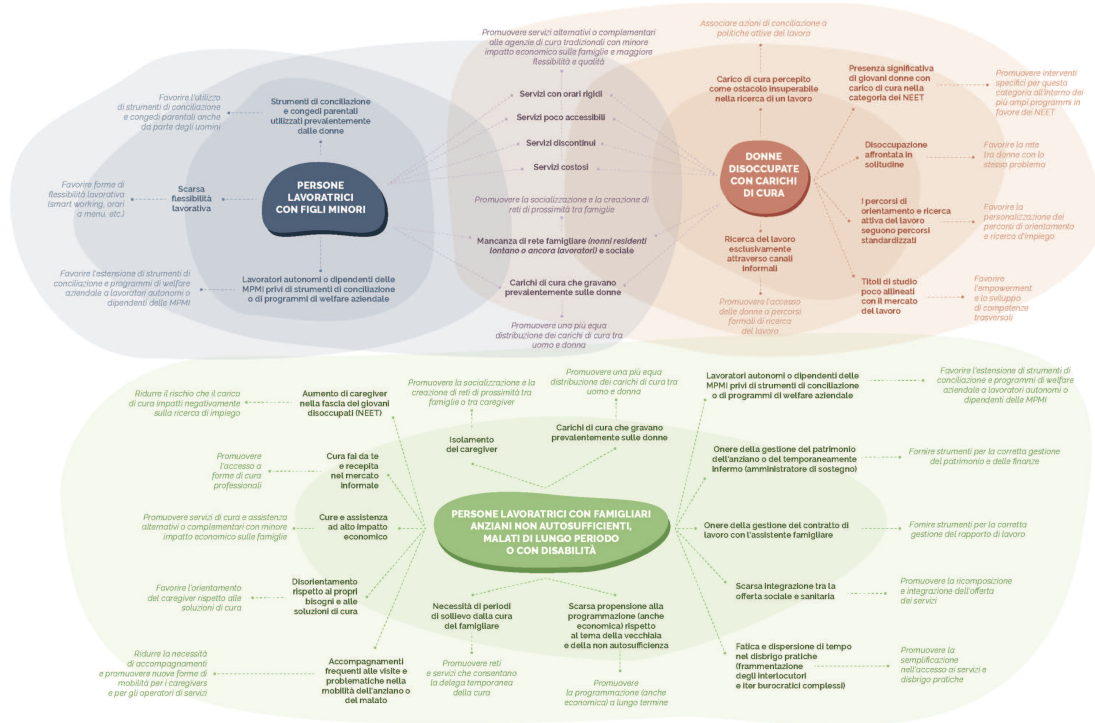 Promuovere servizi alternativi o complementari
alle agenzie di cura tradizionali con minore
impatto economico sulle famiglie e maggiore
flessibilità e qualità
Servizi con orari rigidi
Servizi poco accessibili
Servizi discontinui
Servizi costosi
Promuovere la socializzazione e la creazione
di reti di prossimità tra famiglie
Mancanza di rete famigliare (nonni residenti
lontano o ancora lavoratori) e sociale
Carichi di cura che gravano
prevalentemente sulle donne
Promuovere una più equa
distribuzione dei carichi di cura tra
uomo e donna
Favorire l'utilizzo
di strumenti di conciliazione
e congedi parentali anche
da parte degli uomini
Strumenti di conciliazione
e congedi parentali
utilizzati prevalentemente
dalle donne
Favorire forme di
flessibilità lavorativa
(smart working, orari
a menu, etc.)
Scarsa
flessibilità
lavorativa
PERSONE
LAVORATRICI
CON FIGLI MINORI
Favorire l'estensione di strumenti di
conciliazione e programmi di welfare
aziendale a lavoratori autonomi o
dipendenti delle MPMI
Lavoratori autonomi o dipendenti delle
MPMI privi di strumenti di conciliazione
o di programmi di welfare aziendale
Associare azioni di conciliazione a
politiche attive del lavoro
Carico di cura percepito
come ostacolo insuperabile
nella ricerca di un lavoro
Presenza significativa
di giovani donne con
carico di cura nella
categoria dei NEET
Promuovere interventi
specifici per questa
categoria all'interno dei
più ampi programmi in
favore dei NEET
DONNE
DISOCCUPATE
CON CARICHI
DI CURA
Disoccupazione
affrontata in
solitudine
Favorire la rete
tra donne con lo
stesso problema
I percorsi di
orientamento e ricerca
attiva del lavoro
seguono percorsi
standardizzati
Favorire la
personalizzazione dei
percorsi di orientamento
e ricerca d'impiego
Ricerca del lavoro
esclusivamente
attraverso canali
informali
Promuovere l'accesso
delle donne a percorsi
formali di ricerca
del lavoro
Titoli di studio
poco allineati
con il mercato
del lavoro
Favorire
l'empowerment
e lo sviluppo
di competenze
trasversali
Ridurre il rischio che il carico
di cura impatti negativamente
sulla ricerca di impiego
Aumento di caregiver
nella fascia dei giovani
disoccupati (NEET)
Promuovere la socializzazione e la
creazione di reti di prossimità tra
famiglie o tra caregiver
Isolamento
del caregiver
Promuovere una più equa
distribuzione dei carichi di cura tra
uomo e donna
Carichi di cura che gravano
prevalentemente sulle donne
Lavoratori autonomi o dipendenti delle
MPMI privi di strumenti di conciliazione
o di programmi di welfare aziendale
Favorire l'estensione di strumenti di
conciliazione e programmi di welfare
aziendale a lavoratori autonomi o
dipendenti delle MPMI
Promuovere
l'accesso a
forme di cura
professionali
Cura fai da te
e recepita
nel mercato
informale
Onere della gestione del patrimonio
dell'anziano o del temporaneamente
infermo (amministratore di sostegno)
Fornire strumenti per la corretta gestione
del patrimonio e delle finanze
Promuovere servizi di cura e assistenza
alternativi o complementari con minore
impatto economico sulle famiglie
Cure e assistenza
ad alto impatto
economico
PERSONE LAVORATRICI CON FAMIGLIARI
ANZIANI NON AUTOSUFFICIENTI,
MALATI DI LUNGO PERIODO
O CON DISABILITÀ
Onere della gestione del contratto di
lavoro con l'assistente famigliare
Fornire strumenti per la corretta
gestione del rapporto di lavoro
Favorire l'orientamento
del caregiver rispetto alle
soluzioni di cura
Disorientamento
rispetto ai propri
bisogni e alle
soluzioni di cura
Scarsa integrazione tra la
offerta sociale e sanitaria
Promuovere la ricomposizione
e integrazione dell'offerta
dei servizi
Necessità di periodi
di sollievo dalla cura
del famigliare
Promuovere reti
e servizi che consentano
la delega temporanea
della cura
Scarsa propensione alla
programmazione (anche
economica) rispetto
al tema della vecchiaia
e della non autosufficienza
Promuovere
la programmazione (anche
economica) a lungo termine
Ridurre la necessità
di accompagnamenti
e promuovere nuove forme di
mobilità per i caregivers
e per gli operatori di servizi
Accompagnamenti
frequenti alle visite e
problematiche nella
mobilità dell'anziano o
del malato
Fatica e dispersione di tempo
nel disbrigo pratiche
(frammentazione
degli interlocutori
e iter burocratici complessi)
Promuovere la
semplificazione
nell'accesso ai servizi e
disbrigo pratiche